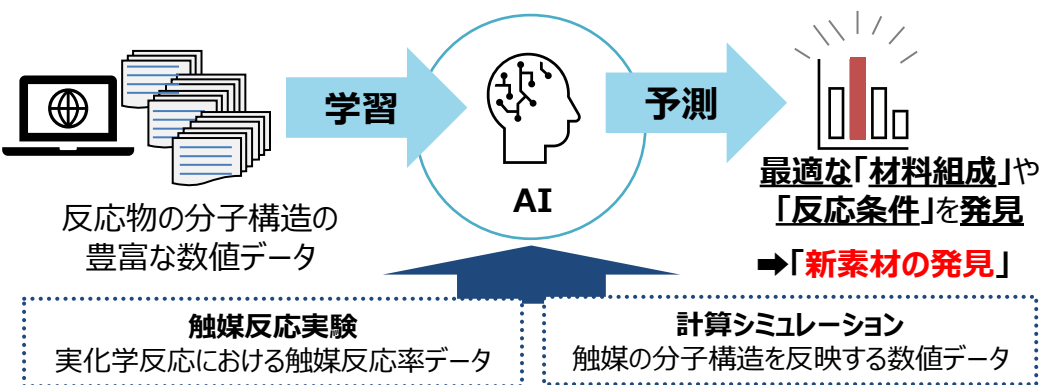 学習
予測
AI
反応物の分子構造の
豊富な数値データ
最適な「材料組成」や
「反応条件」を発見
➡「新素材の発見」
触媒反応実験
実化学反応における触媒反応率データ
計算シミュレーション
触媒の分子構造を反映する数値データ